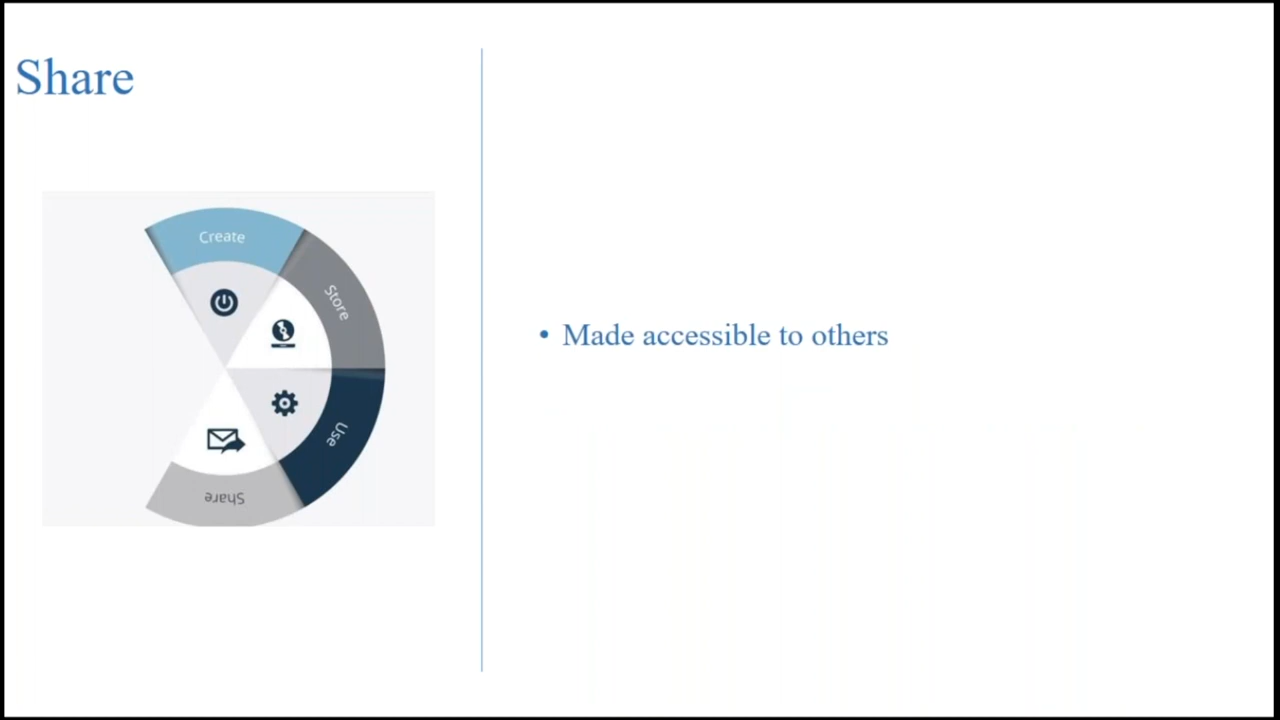 Share
Create
Store
Use
Share
• Made accessible to others